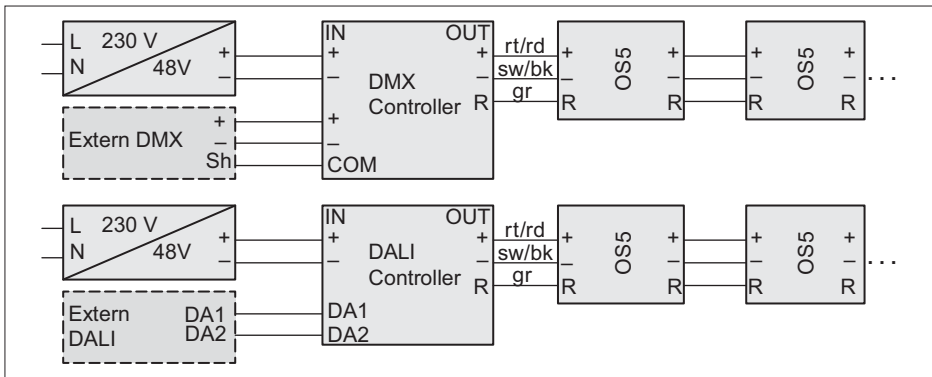 L 230 V
N 48V
+
–
Extern DMX
+
–
Sh
IN OUT
+
–
DMX
Controller
+
–
COM
+
–
R
rt/rd
sw/bk
gr
+
–
R
OS5
+
–
R
+
–
R
OS5
+
–
R
. . .
L 230 V
N 48V
+
–
Extern
DALI
DA1
DA2
IN OUT
+
–
DALI
Controller
DA1
DA2
+
–
R
rt/rd
sw/bk
gr
+
–
R
OS5
+
–
R
+
–
R
OS5
+
–
R
. . .